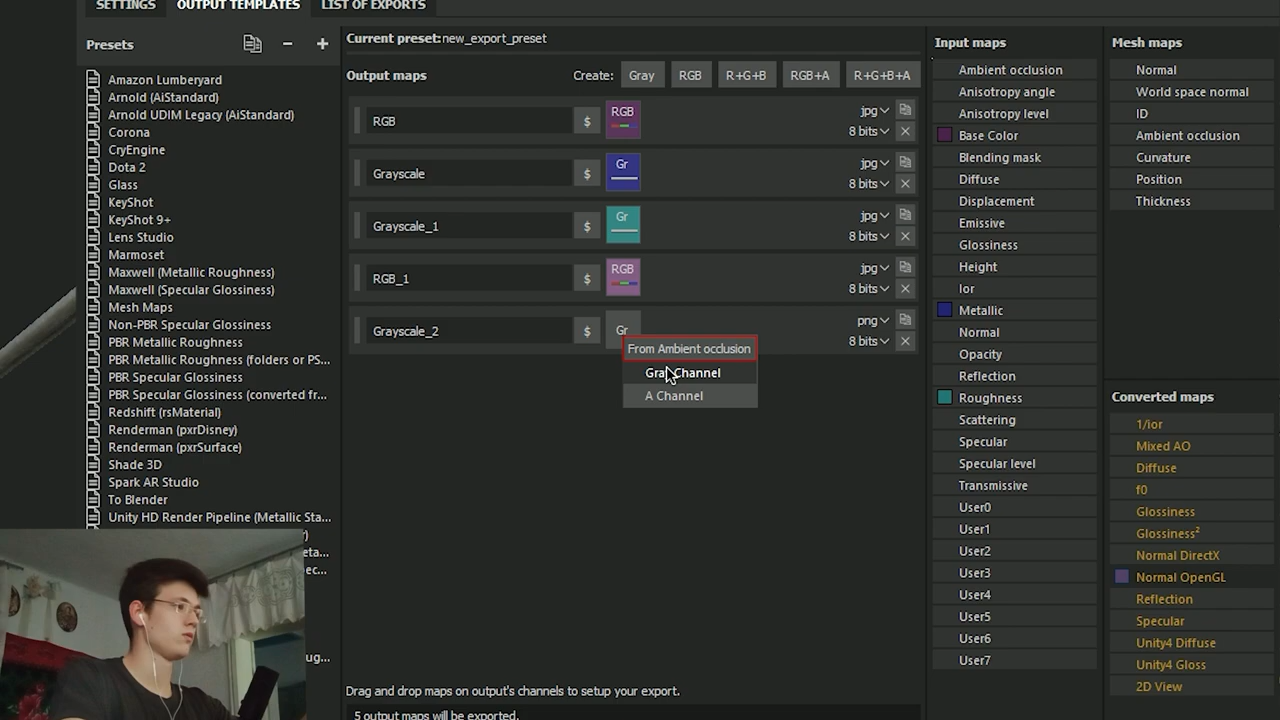 SETTINGS
OUTPUT TEMPLATES
LIST OF EXPORTS
Presets
Amazon Lumberyard
Arnold (AiStandard)
Arnold UDIM Legacy (AiStandard)
Corona
CryEngine
Dota 2
Glass
KeyShot
KeyShot 9+
Lens Studio
Marmoset
Maxwell (Metallic Roughness)
Maxwell (Specular Glossiness)
Mesh Maps
Non-PBR Specular Glossiness
PBR Metallic Roughness
PBR Metallic Roughness (folders or PS...
PBR Specular Glossiness
PBR Specular Glossiness (converted fr...
Redshift (rsMaterial)
Renderman (pxrDisney)
Renderman (pxrSurface)
Shade 3D
Spark AR Studio
To Blender
Unity HD Render Pipeline (Metallic Sta...
Current preset:new_export_preset
Output maps
Create: Gray RGB R+G+B RGB+A R+G+B+A
RGB $ RGB jpg 8 bits
Grayscale $ Gr jpg 8 bits
Grayscale_1 $ Gr jpg 8 bits
RGB_1 $ RGB jpg 8 bits
Grayscale_2 $ Gr png 8 bits
From Ambient occlusion
Gray Channel
A Channel
Drag and drop maps on output's channels to setup your export.
5 output maps will be exported.
Input maps
Ambient occlusion
Anisotropy angle
Anisotropy level
Base Color
Blending mask
Diffuse
Displacement
Emissive
Glossiness
Height
Ior
Metallic
Normal
Opacity
Reflection
Roughness
Scattering
Specular
Specular level
Transmissive
User0
User1
User2
User3
User4
User5
User6
User7
Mesh maps
Normal
World space normal
ID
Ambient occlusion
Curvature
Position
Thickness
Converted maps
1/ior
Mixed AO
Diffuse
f0
Glossiness
Glossiness²
Normal DirectX
Normal OpenGL
Reflection
Specular
Unity4 Diffuse
Unity4 Gloss
2D View